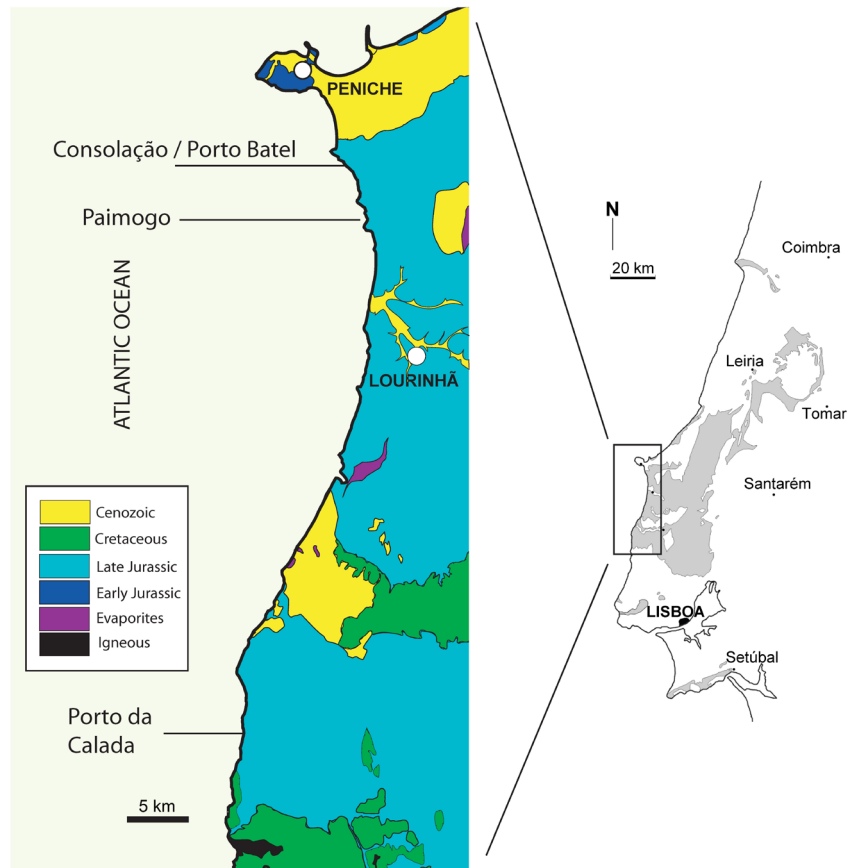 PENICHE
Consolação / Porto Batel
Paimogo
ATLANTIC OCEAN
LOURINHÃ
Cenozoic
Cretaceous
Late Jurassic
Early Jurassic
Evaporites
Igneous
Porto da
Calada
5 km
N
20 km
Coimbra
Leiria
Tomar
Santarém
LISBOA
Setúbal